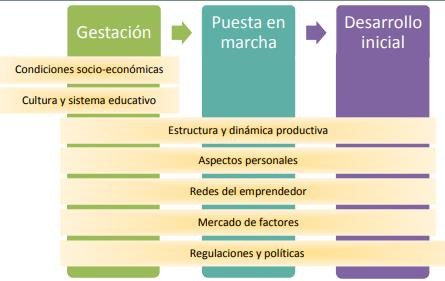 Gestación
Puesta en
marcha
Desarrollo
inicial
Condiciones socio-económicas
Cultura y sistema educativo
Estructura y dinámica productiva
Aspectos personales
Redes del emprendedor
Mercado de factores
Regulaciones y políticas